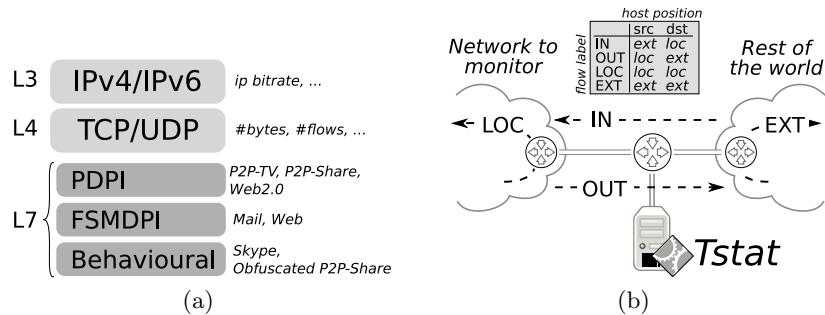 L3 IPv4/IPv6 ip bitrate, ...
L4 TCP/UDP #bytes, #flows, ...
L7
PDPI P2P-TV, P2P-Share,
Web2.0
FSMDPI Mail, Web
Behavioural Skype,
Obfuscated P2P-Share
(a)
host position
src dst
flow label
IN ext loc
OUT loc ext
LOC loc loc
EXT ext ext
Network to
monitor
Rest of
the world
LOC
IN
EXT
OUT
Tstat
(b)